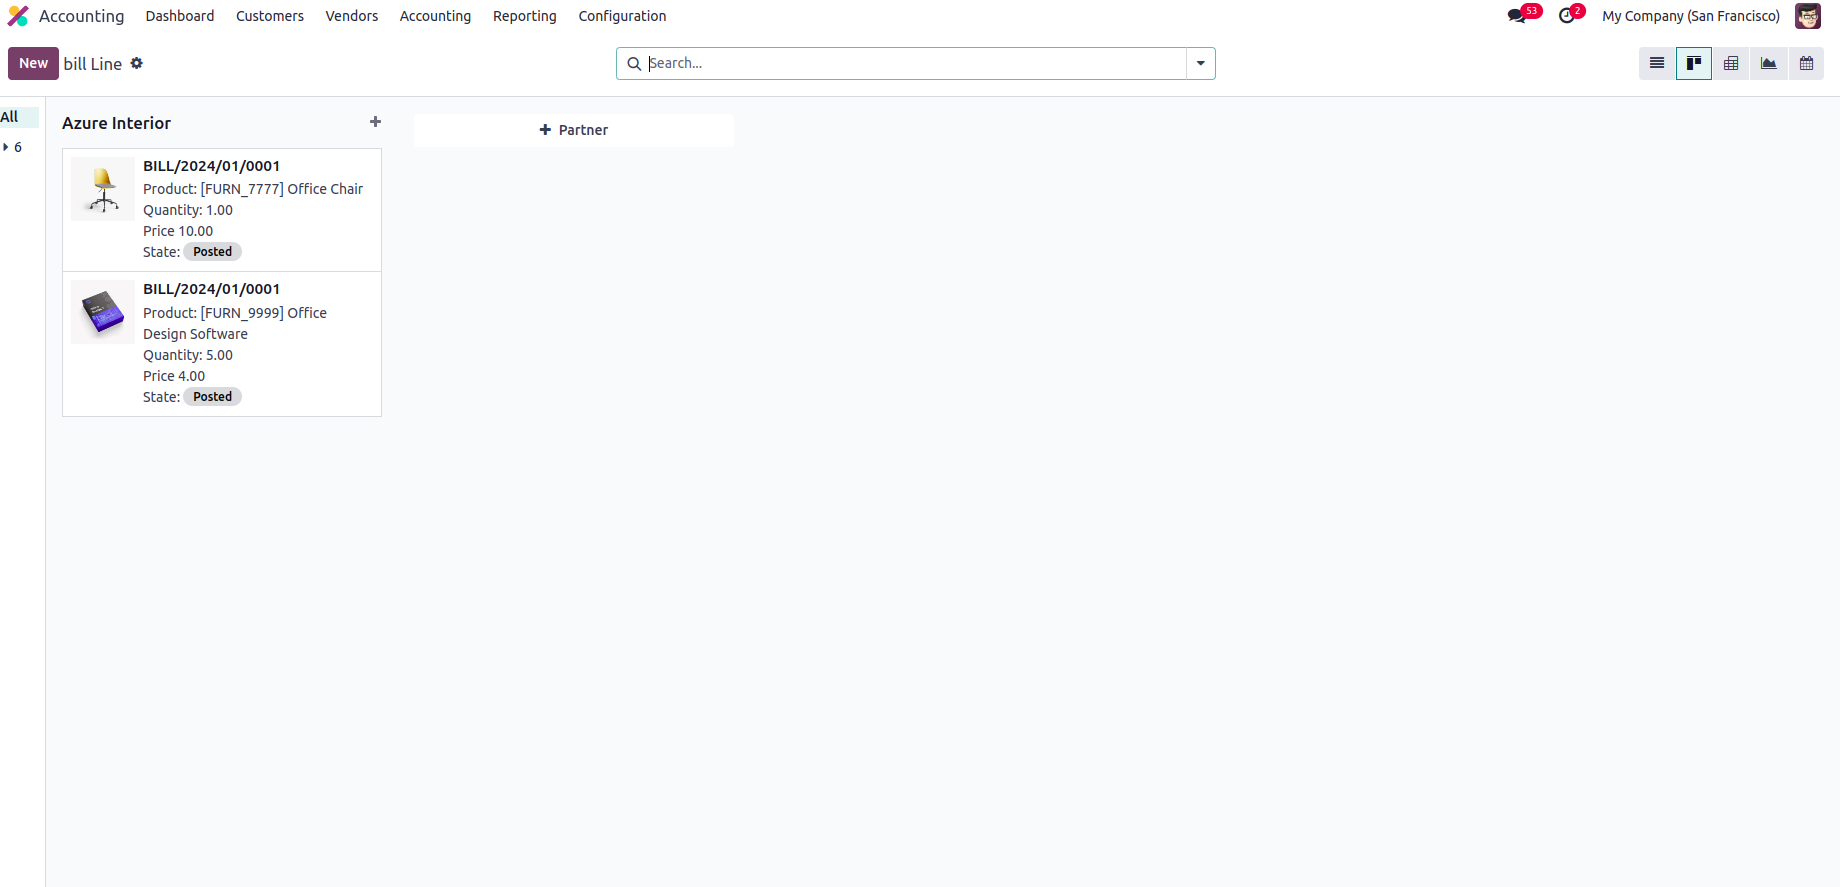 Accounting Dashboard Customers Vendors Accounting Reporting Configuration 53 2 My Company (San Francisco)
New bill Line Search...
All
6
Azure Interior
BILL/2024/01/0001
Product: [FURN_7777] Office Chair
Quantity: 1.00
Price 10.00
State: Posted
BILL/2024/01/0001
Product: [FURN_9999] Office
Design Software
Quantity: 5.00
Price 4.00
State: Posted
Partner